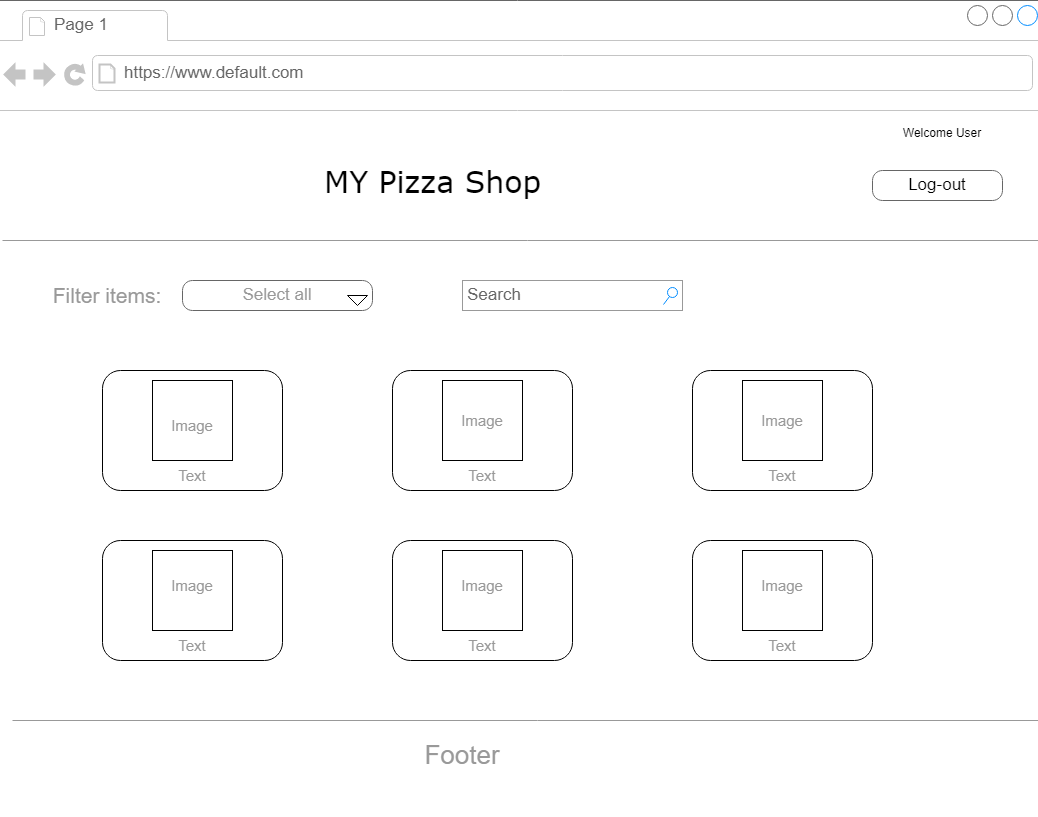 Page 1
https://www.default.com
Welcome User
MY Pizza Shop
Log-out
Filter items:
Select all
Search
Image
Image
Image
Text
Text
Text
Image
Image
Image
Text
Text
Text
Footer